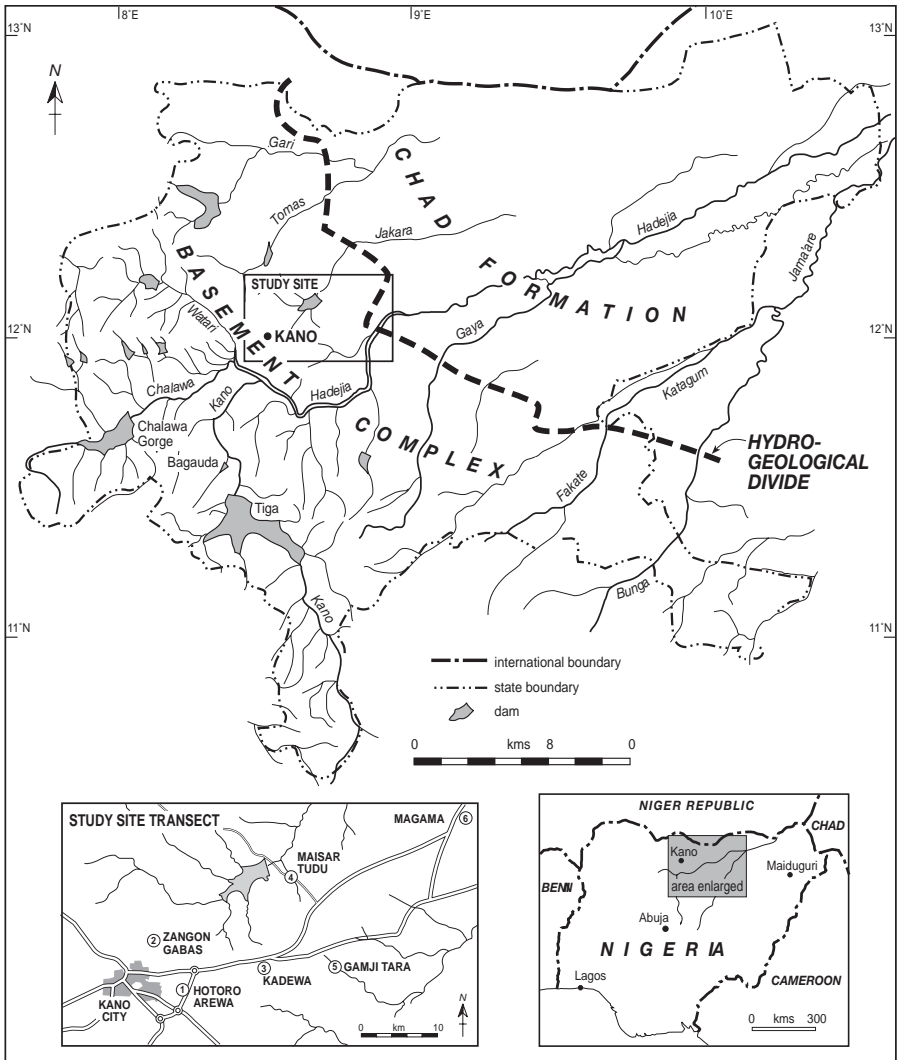 8°E
9°E
10°E
13°N
13°N
N
Gari
CHAD
Tomas
Jakara
Hadejia
Jama'are
BASEMENT
FORMATION
STUDY SITE
Watari
12°N
KANO
Gaya
12°N
Chalawa
Kano
Hadejia
Katagum
COMPLEX
Chalawa
Gorge
HYDRO-
GEOLOGICAL
DIVIDE
Bagauda
Fakate
Tiga
Bunga
Kano
11°N
11°N
international boundary
state boundary
dam
0 kms 8 0
STUDY SITE TRANSECT
MAGAMA 6
MAISAR
TUDU
4
2 ZANGON
GABAS
3
KADEWA
5 GAMJI TARA
1 HOTORO
AREWA
KANO
CITY
N
0 km 10
NIGER REPUBLIC
CHAD
Kano
Maiduguri
area enlarged
BENIN
Abuja
NIGERIA
Lagos
CAMEROON
0 kms 300